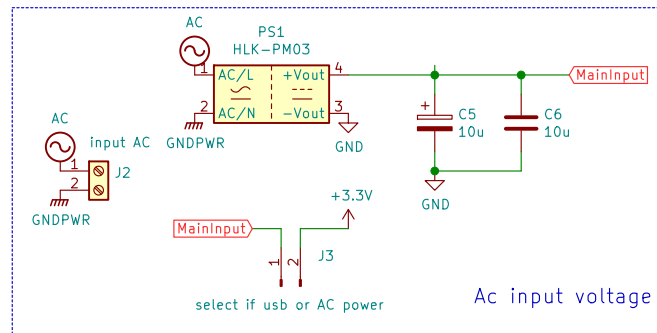 AC
PS1
HLK-PM03
1 AC/L +Vout 4
2 AC/N -Vout 3
GNDPWR
GND
MainInput
+ C5
10u
C6
10u
GND
AC
input AC
1
2
J2
GNDPWR
+3.3V
MainInput
1 2 J3
select if usb or AC power
Ac input voltage